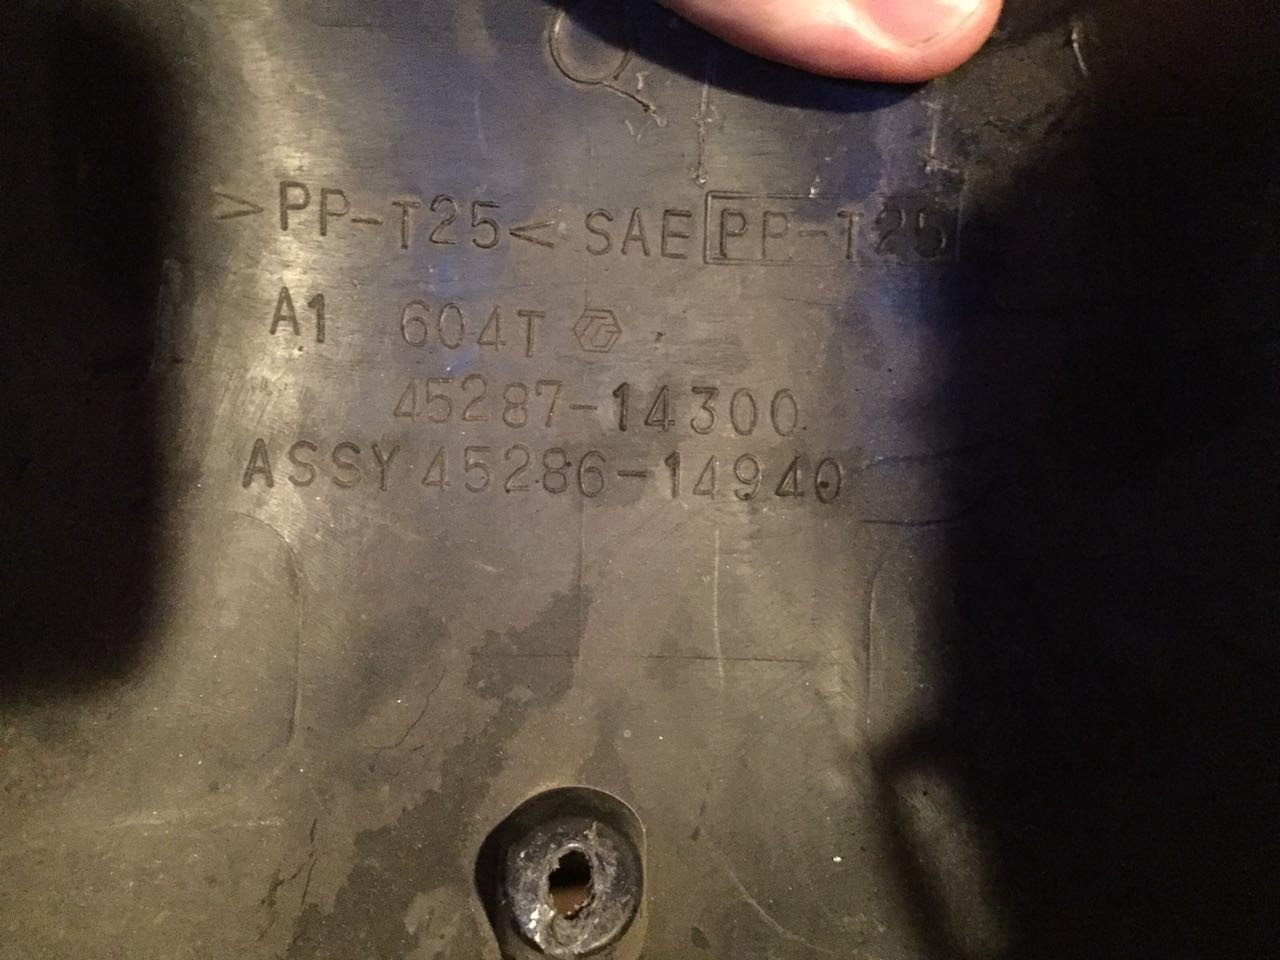 >PP-T25< SAE PP-T25
A1 604T
45287-14300
ASSY 45286-14940